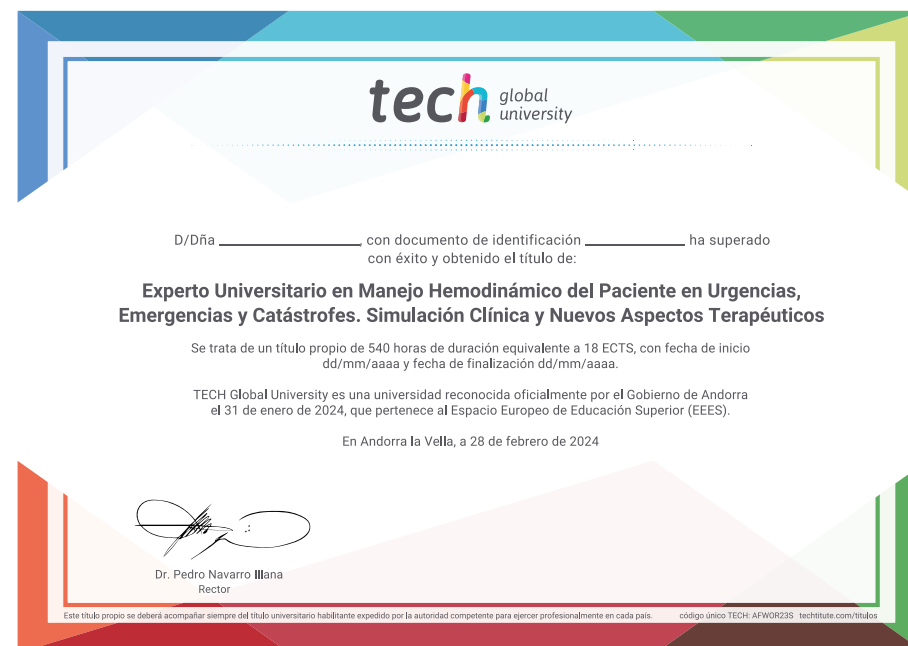 tech global university
D/Dña ______________________, con documento de identificación ________________ ha superado
con éxito y obtenido el título de:
Experto Universitario en Manejo Hemodinámico del Paciente en Urgencias,
Emergencias y Catástrofes. Simulación Clínica y Nuevos Aspectos Terapéuticos
Se trata de un título propio de 540 horas de duración equivalente a 18 ECTS, con fecha de inicio
dd/mm/aaaa y fecha de finalización dd/mm/aaaa.
TECH Global University es una universidad reconocida oficialmente por el Gobierno de Andorra
el 31 de enero de 2024, que pertenece al Espacio Europeo de Educación Superior (EEES).
En Andorra la Vella, a 28 de febrero de 2024
Dr. Pedro Navarro Illana
Rector
Este título propio se deberá acompañar siempre del título universitario habilitante expedido por la autoridad competente para ejercer profesionalmente en cada país. código único TECH: AFWOR23S techtitute.com/titulos